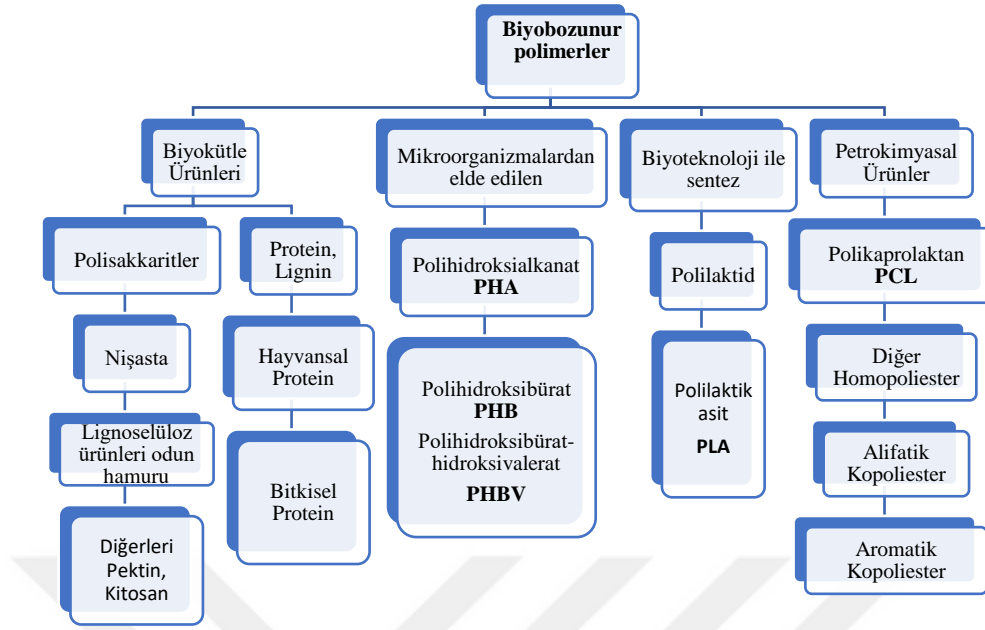 Biyobozunur
polimerler
Biyokütle
Ürünleri
Mikroorganizmalardan
elde edilen
Biyoteknoloji ile
sentez
Petrokimyasal
Ürünler
Polisakkaritler
Protein,
Lignin
Polihidroksialkanat
PHA
Polilaktid
Polikaprolaktan
PCL
Nişasta
Hayvansal
Protein
Polihidroksibürat
PHB
Polihidroksibürat-
hidroksivalerat
PHBV
Polilaktik
asit
PLA
Diğer
Homopoliester
Lignoselüloz
ürünleri odun
hamuru
Bitkisel
Protein
Alifatik
Kopoliester
Diğerleri
Pektin,
Kitosan
Aromatik
Kopoliester